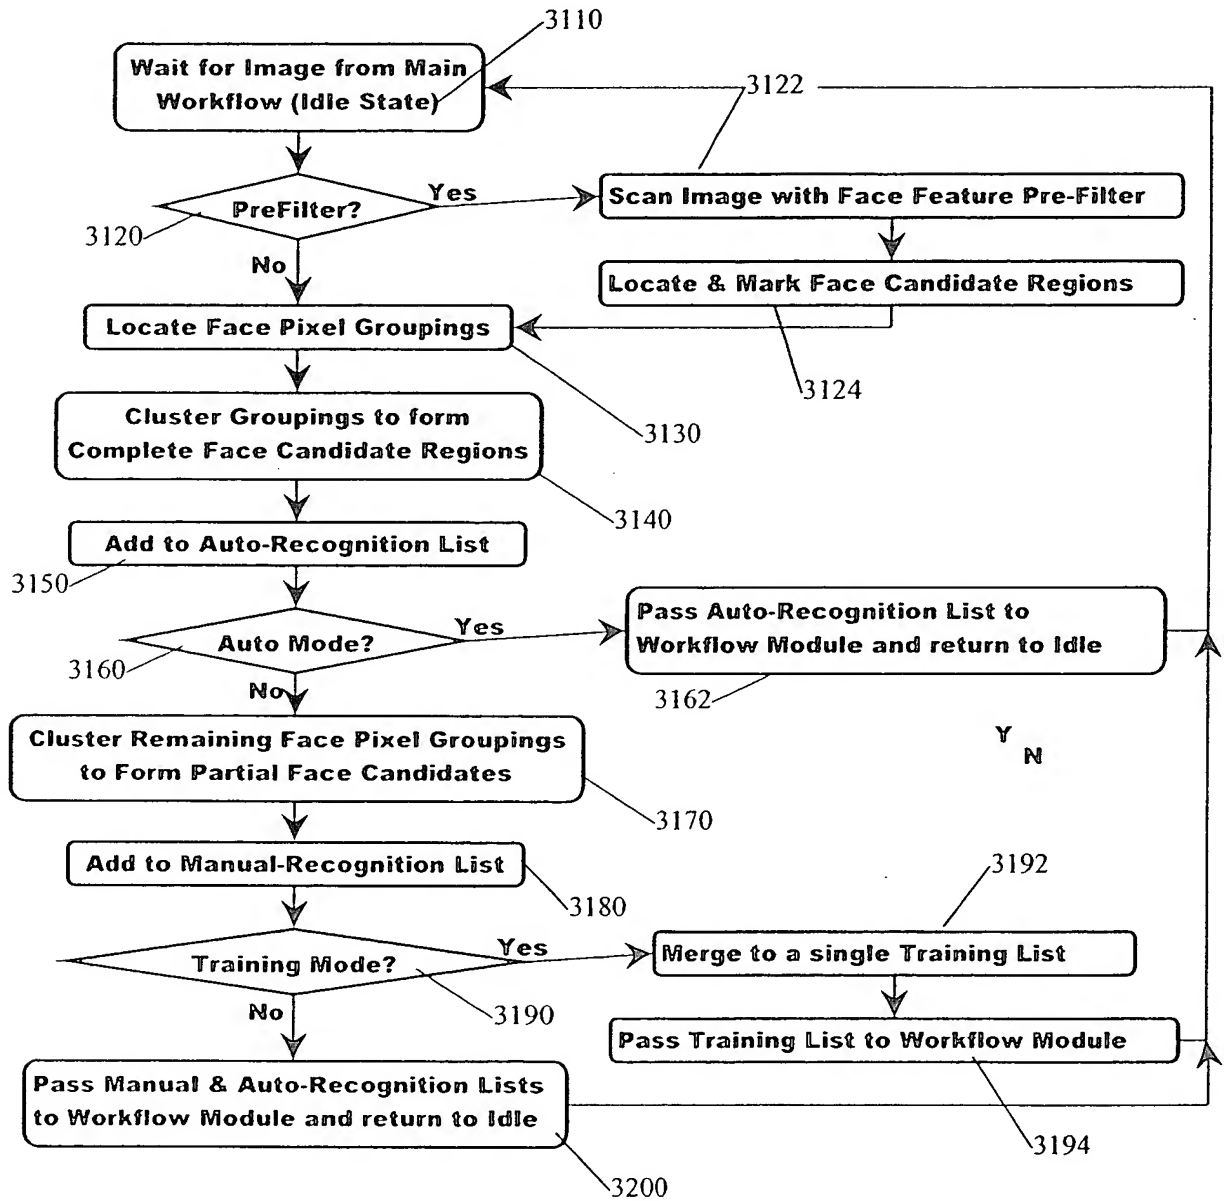 3110
Wait for Image from Main
Workflow (Idle State)
3122
Yes
Scan Image with Face Feature Pre-Filter
PreFilter?
3120
No
Locate & Mark Face Candidate Regions
Locate Face Pixel Groupings
3124
Cluster Groupings to form
Complete Face Candidate Regions
3130
3140
Add to Auto-Recognition List
3150
Yes
Pass Auto-Recognition List to
Workflow Module and return to Idle
Auto Mode?
3160
No
3162
Cluster Remaining Face Pixel Groupings
to Form Partial Face Candidates
Y
N
3170
Add to Manual-Recognition List
3192
3180
Yes
Merge to a single Training List
Training Mode?
No
3190
Pass Training List to Workflow Module
Pass Manual & Auto-Recognition Lists
to Workflow Module and return to Idle
3194
3200